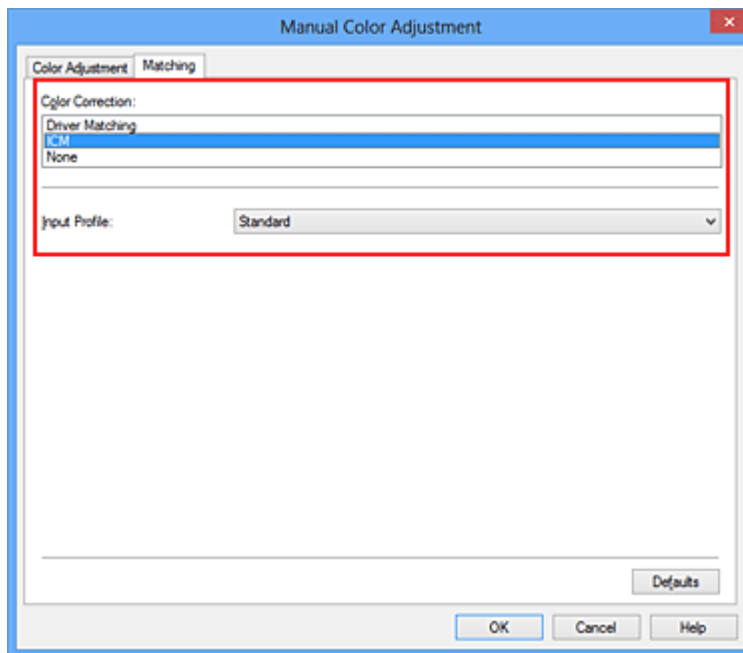 Manual Color Adjustment
Color Adjustment Matching
Color Correction:
Driver Matching
ICM
None
Input Profile: Standard
Defaults
OK Cancel Help